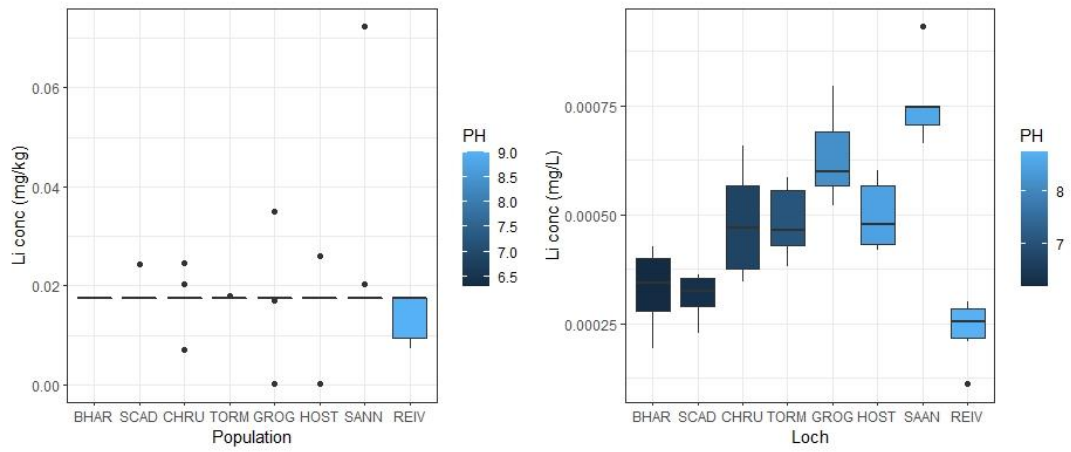 Li conc (mg/kg)
0.06
0.04
0.02
0.00
BHAR SCAD CHRU TORM GROG HOST SANN REIV
Population
PH
9.0
8.5
8.0
7.5
7.0
6.5
Li conc (mg/L)
0.00075
0.00050
0.00025
BHAR SCAD CHRU TORM GROG HOST SAAN REIV
Loch
PH
8
7